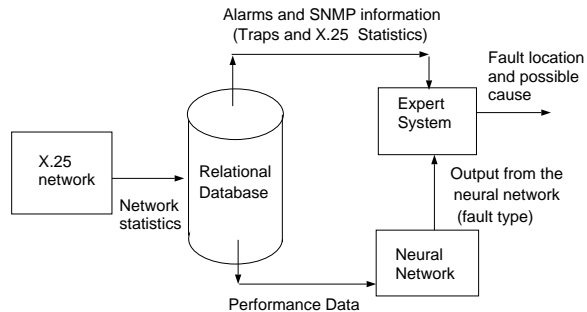 Alarms and SNMP information
(Traps and X.25 Statistics)
Fault location
and possible
cause
Expert
System
X.25
network
Relational
Database
Network
statistics
Output from the
neural network
(fault type)
Neural
Network
Performance Data